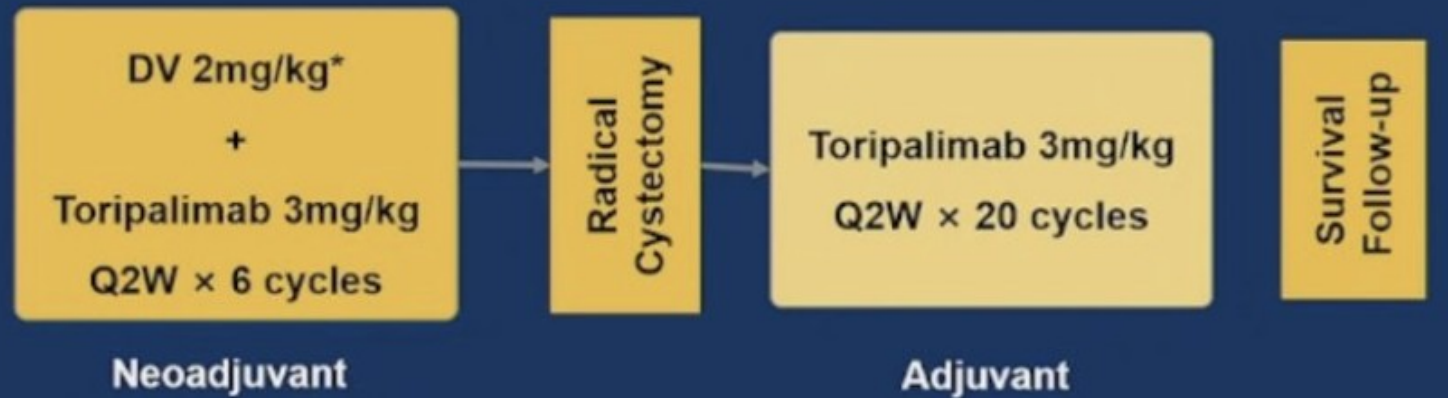 DV 2mg/kg*
+
Toripalimab 3mg/kg
Q2W × 6 cycles
Radical
Cystectomy
Toripalimab 3mg/kg
Q2W × 20 cycles
Survival
Follow-up
Neoadjuvant
Adjuvant